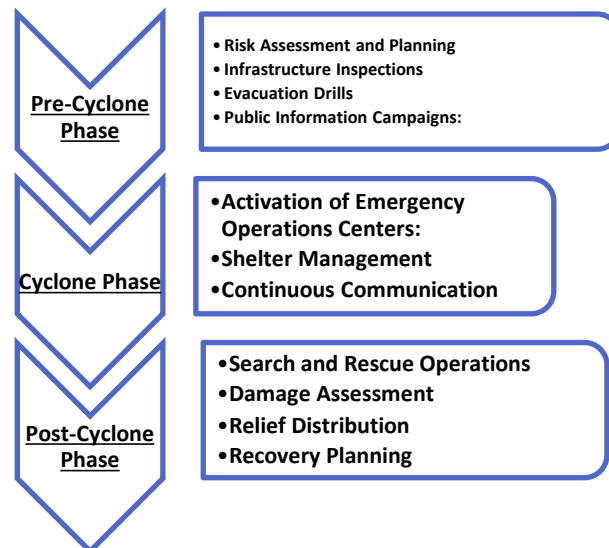 Pre-Cyclone
Phase
• Risk Assessment and Planning
• Infrastructure Inspections
• Evacuation Drills
• Public Information Campaigns:
Cyclone Phase
•Activation of Emergency
Operations Centers:
•Shelter Management
•Continuous Communication
Post-Cyclone
Phase
•Search and Rescue Operations
•Damage Assessment
•Relief Distribution
•Recovery Planning